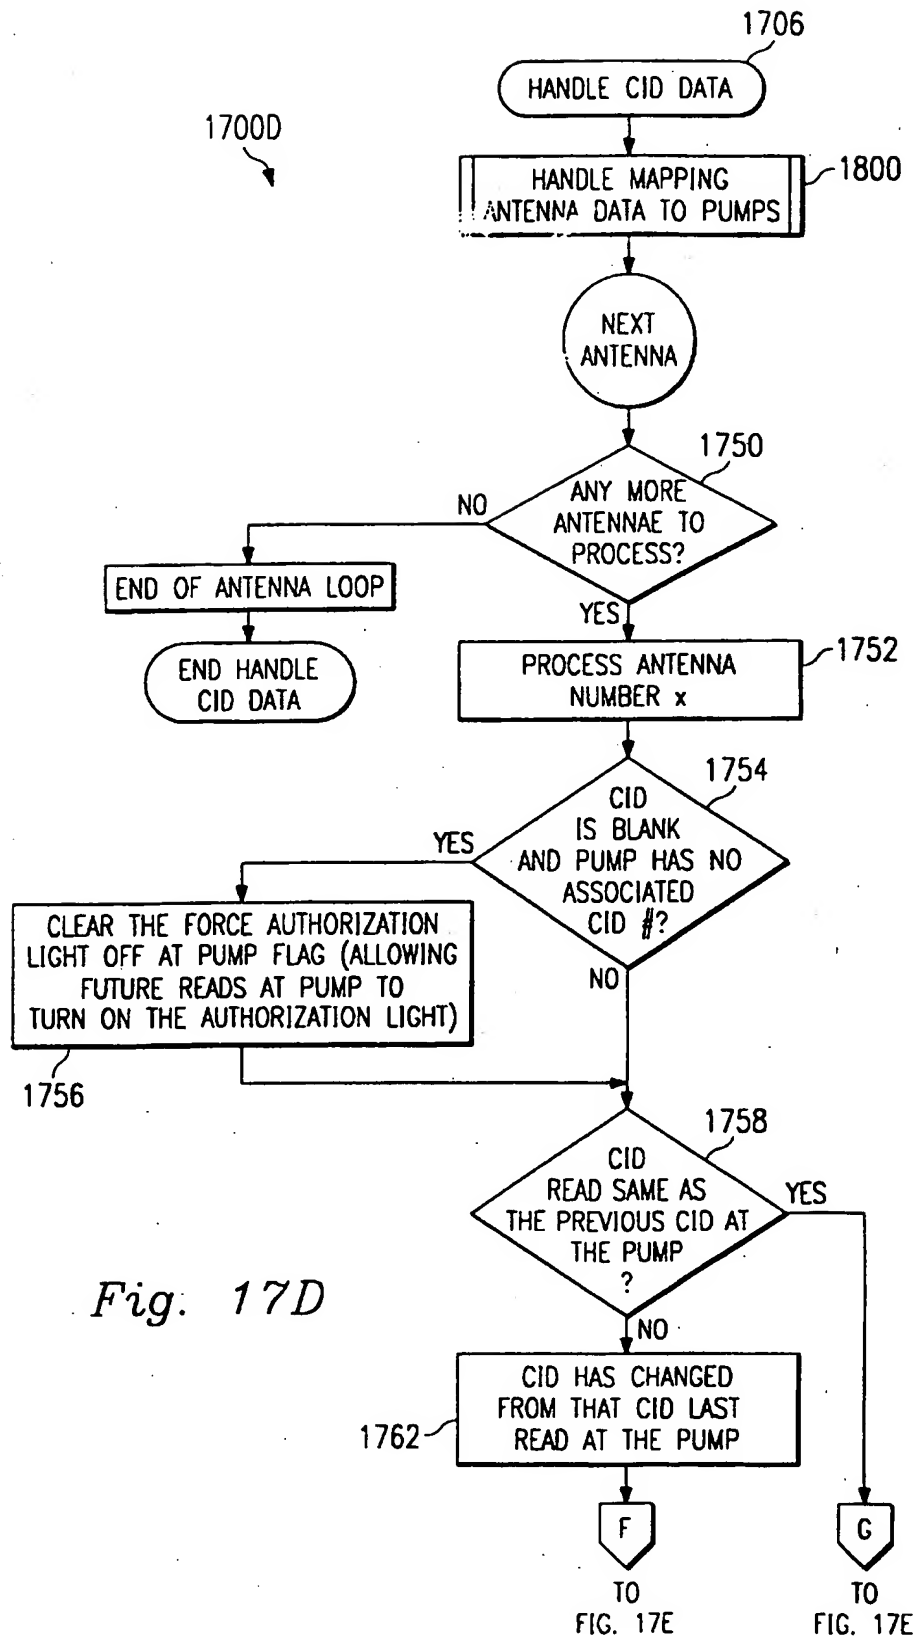 1706
HANDLE CID DATA
1700D
HANDLE MAPPING
ANTENNA DATA TO PUMPS
1800
NEXT
ANTENNA
1750
ANY MORE
ANTENNAE TO
PROCESS?
NO
YES
END OF ANTENNA LOOP
END HANDLE
CID DATA
PROCESS ANTENNA
NUMBER x
1752
1754
CID
IS BLANK
AND PUMP HAS NO
ASSOCIATED
CID #?
YES
NO
CLEAR THE FORCE AUTHORIZATION
LIGHT OFF AT PUMP FLAG (ALLOWING
FUTURE READS AT PUMP TO
TURN ON THE AUTHORIZATION LIGHT)
1756
1758
CID
READ SAME AS
THE PREVIOUS CID AT
THE PUMP
?
YES
NO
Fig. 17D
CID HAS CHANGED
FROM THAT CID LAST
READ AT THE PUMP
1762
F
G
TO
FIG. 17E
TO
FIG. 17E